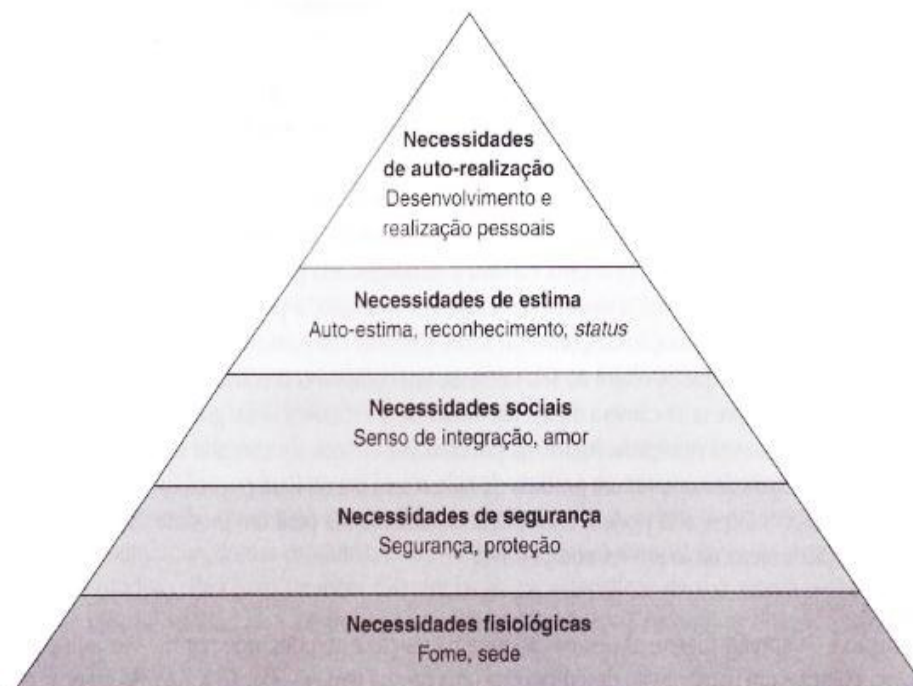 Necessidades
de auto-realização
Desenvolvimento e
realização pessoais
Necessidades de estima
Auto-estima, reconhecimento, status
Necessidades sociais
Senso de integração, amor
Necessidades de segurança
Segurança, proteção
Necessidades fisiológicas
Fome, sede